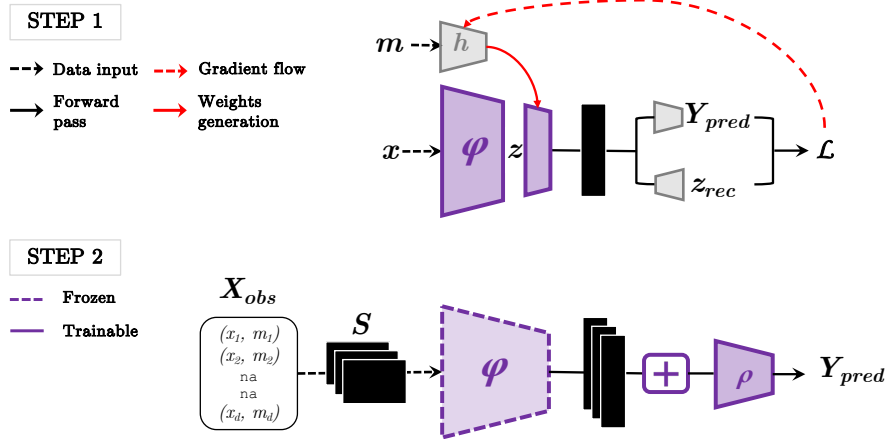 STEP 1
Data input
Gradient flow
Forward pass
Weights generation
m
h
x
φ
z
Y_pred
z_rec
ℒ
STEP 2
Frozen
Trainable
X_obs
(x_1, m_1)
(x_2, m_2)
na
na
(x_d, m_d)
S
φ
+
ρ
Y_pred